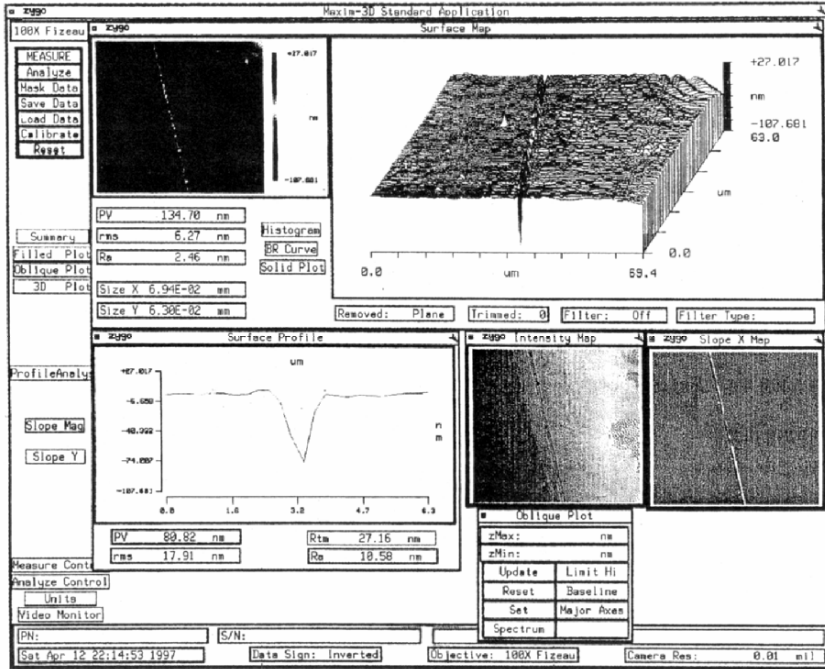 zygo Maxim-3D Standard Application
100X Fizeau
MEASURE
Analyze
Mask Data
Save Data
Load Data
Calibrate
Reset
zygo Surface Map
+27.017
nm
-107.681
+27.017
nm
-107.681
63.0
um
0.0
0.0
um
69.4
PV 134.70 nm
rms 6.27 nm
Ra 2.46 nm
Size X 6.94E-02 mm
Size Y 6.30E-02 mm
Histogram
BR Curve
Solid Plot
Summary
Filled Plot
Oblique Plot
3D Plot
Removed: Plane
Trimmed: 0
Filter: Off
Filter Type:
zygo Surface Profile
um
+27.017
-6.658
-40.332
-74.007
-107.681
n
m
0.0 1.6 3.2 4.7 6.3
PV 80.82 nm
Rtm 27.16 nm
rms 17.91 nm
Ra 10.58 nm
ProfileAnalys
Slope Mag
Slope Y
zygo Intensity Map
zygo Slope X Map
Oblique Plot
zMax: nm
zMin: nm
Update Limit Hi
Reset Baseline
Set Major Axes
Spectrum
Measure Cont
Analyze Control
Units
Video Monitor
PN:
S/N:
Sat Apr 12 22:14:53 1997
Data Sign: Inverted
Objective: 100X Fizeau
Camera Res: 0.01 mil